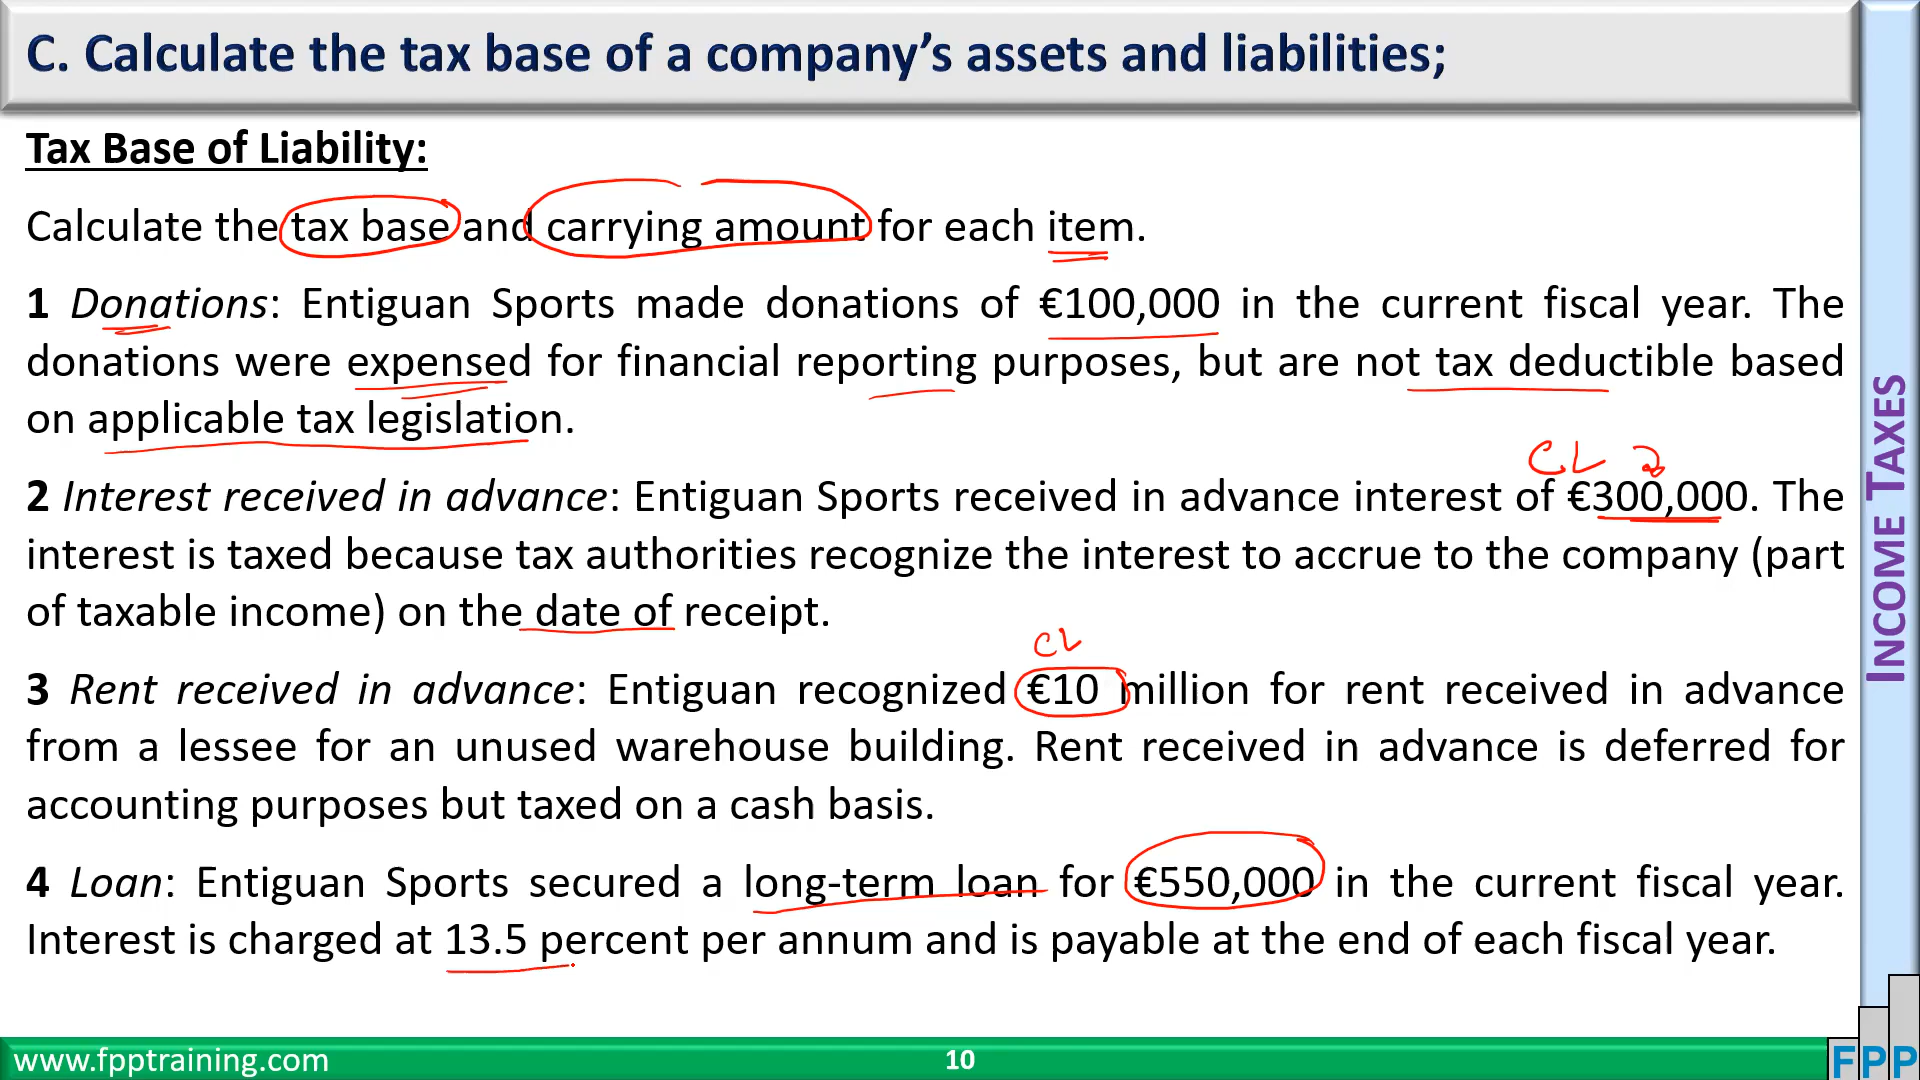 C. Calculate the tax base of a company’s assets and liabilities;
Tax Base of Liability:
Calculate the tax base and carrying amount for each item.
1 Donations: Entiguan Sports made donations of €100,000 in the current fiscal year. The
donations were expensed for financial reporting purposes, but are not tax deductible based
on applicable tax legislation.
CL
2 Interest received in advance: Entiguan Sports received in advance interest of €300,000. The
interest is taxed because tax authorities recognize the interest to accrue to the company (part
of taxable income) on the date of receipt.
CL
3 Rent received in advance: Entiguan recognized €10 million for rent received in advance
from a lessee for an unused warehouse building. Rent received in advance is deferred for
accounting purposes but taxed on a cash basis.
4 Loan: Entiguan Sports secured a long-term loan for €550,000 in the current fiscal year.
Interest is charged at 13.5 percent per annum and is payable at the end of each fiscal year.
INCOME TAXES
www.fpptraining.com
10
FPP